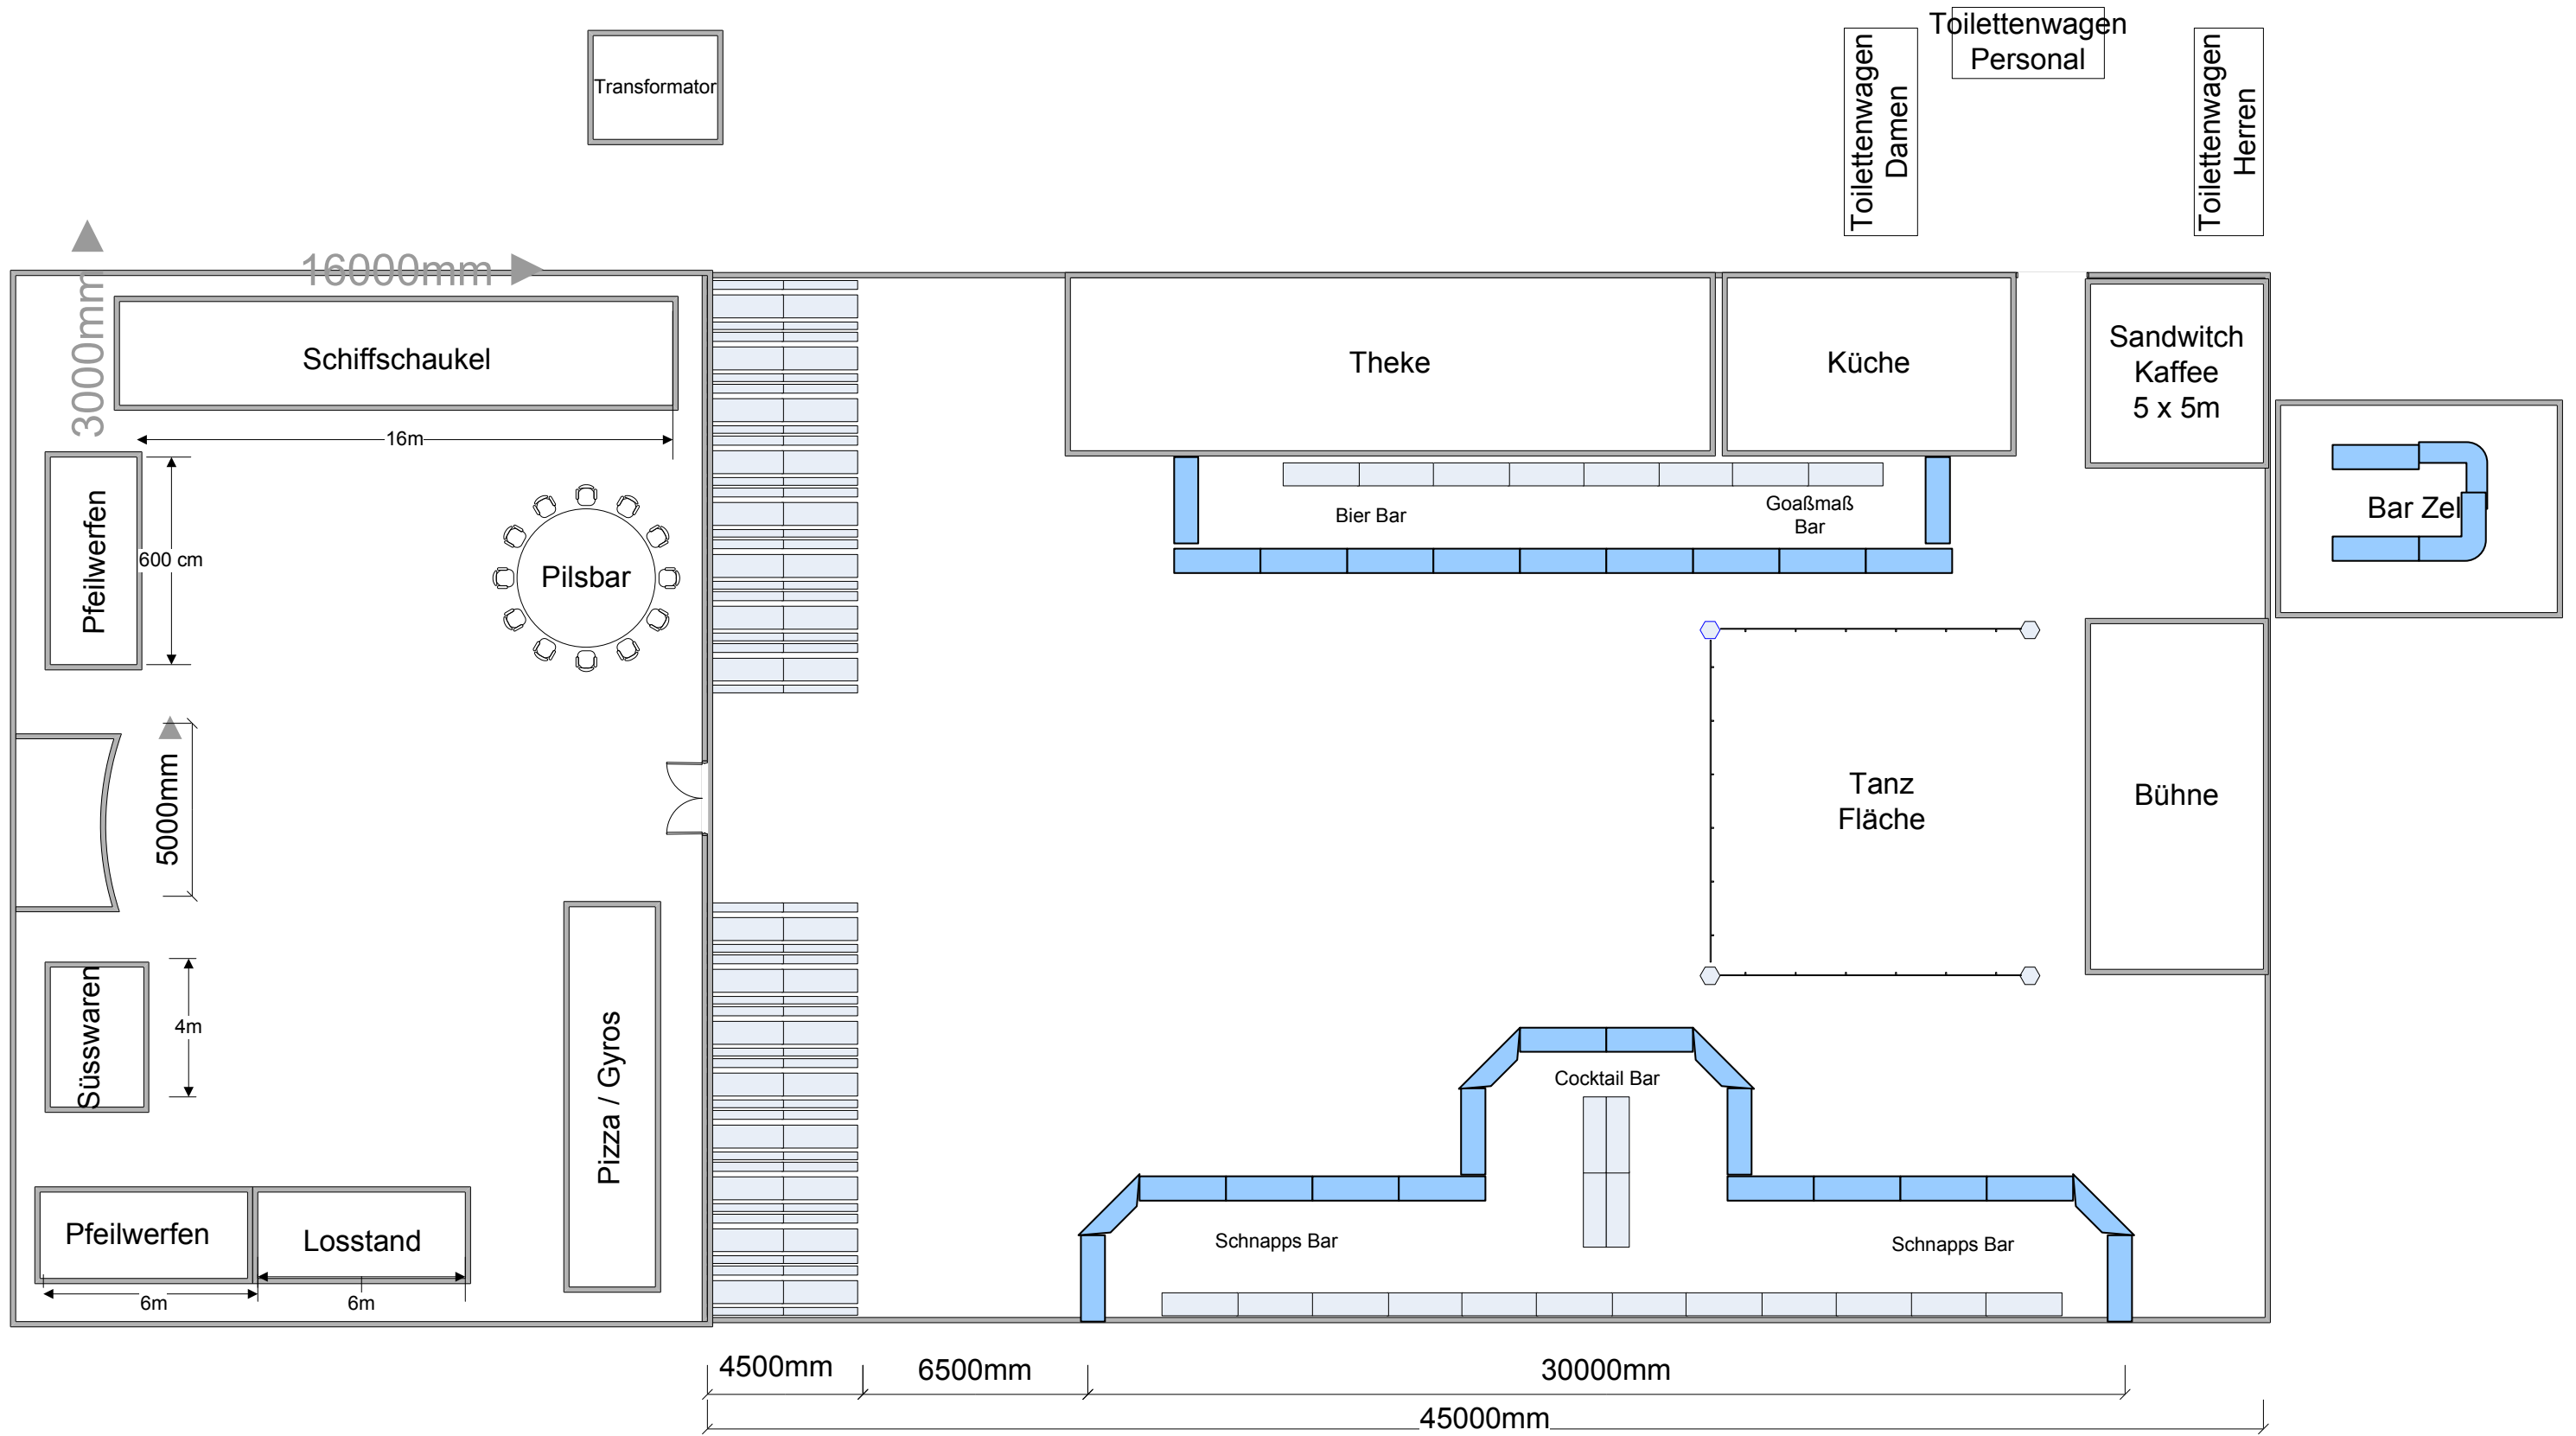 Toilettenwagen
Personal
Toilettenwagen
Damen
Toilettenwagen
Herren
Transformator
16000mm
3000mm
Schiffschaukel
16m
Theke
Küche
Sandwitch
Kaffee
5 x 5m
Pfeilwerfen
600 cm
Pilsbar
Bier Bar
Goaßmaß
Bar
Bar Zel
5000mm
Tanz
Fläche
Bühne
Süsswaren
4m
Pizza / Gyros
Cocktail Bar
Pfeilwerfen
Losstand
Schnapps Bar
Schnapps Bar
6m
6m
4500mm
6500mm
30000mm
45000mm